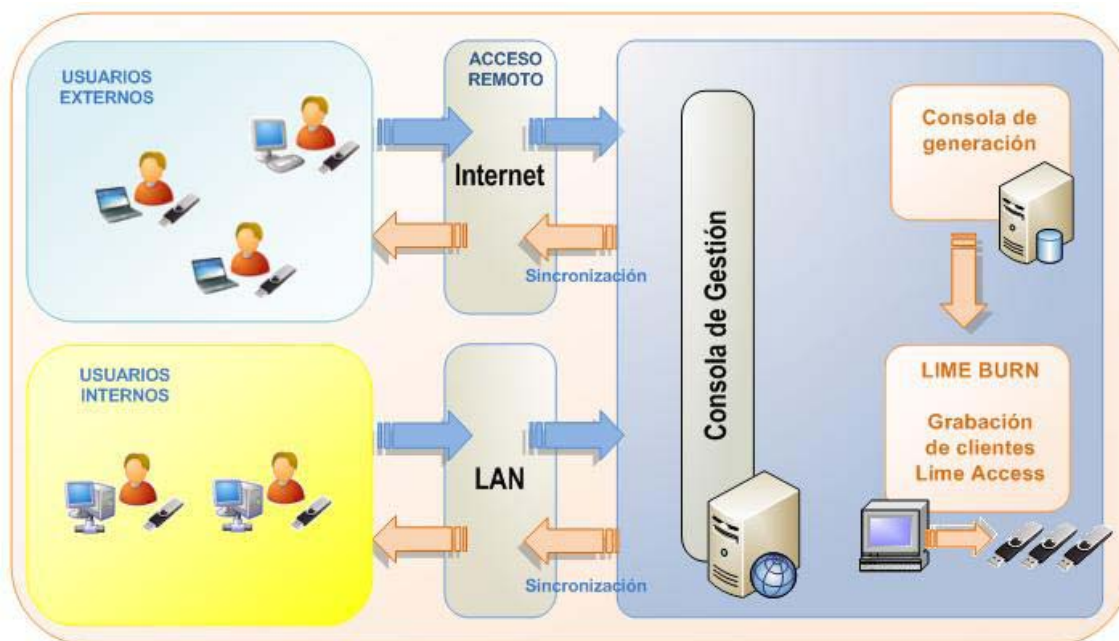 USUARIOS
EXTERNOS
ACCESO
REMOTO
Internet
Sincronización
USUARIOS
INTERNOS
LAN
Sincronización
Consola de Gestión
Consola de
generación
LIME BURN
Grabación
de clientes
Lime Access